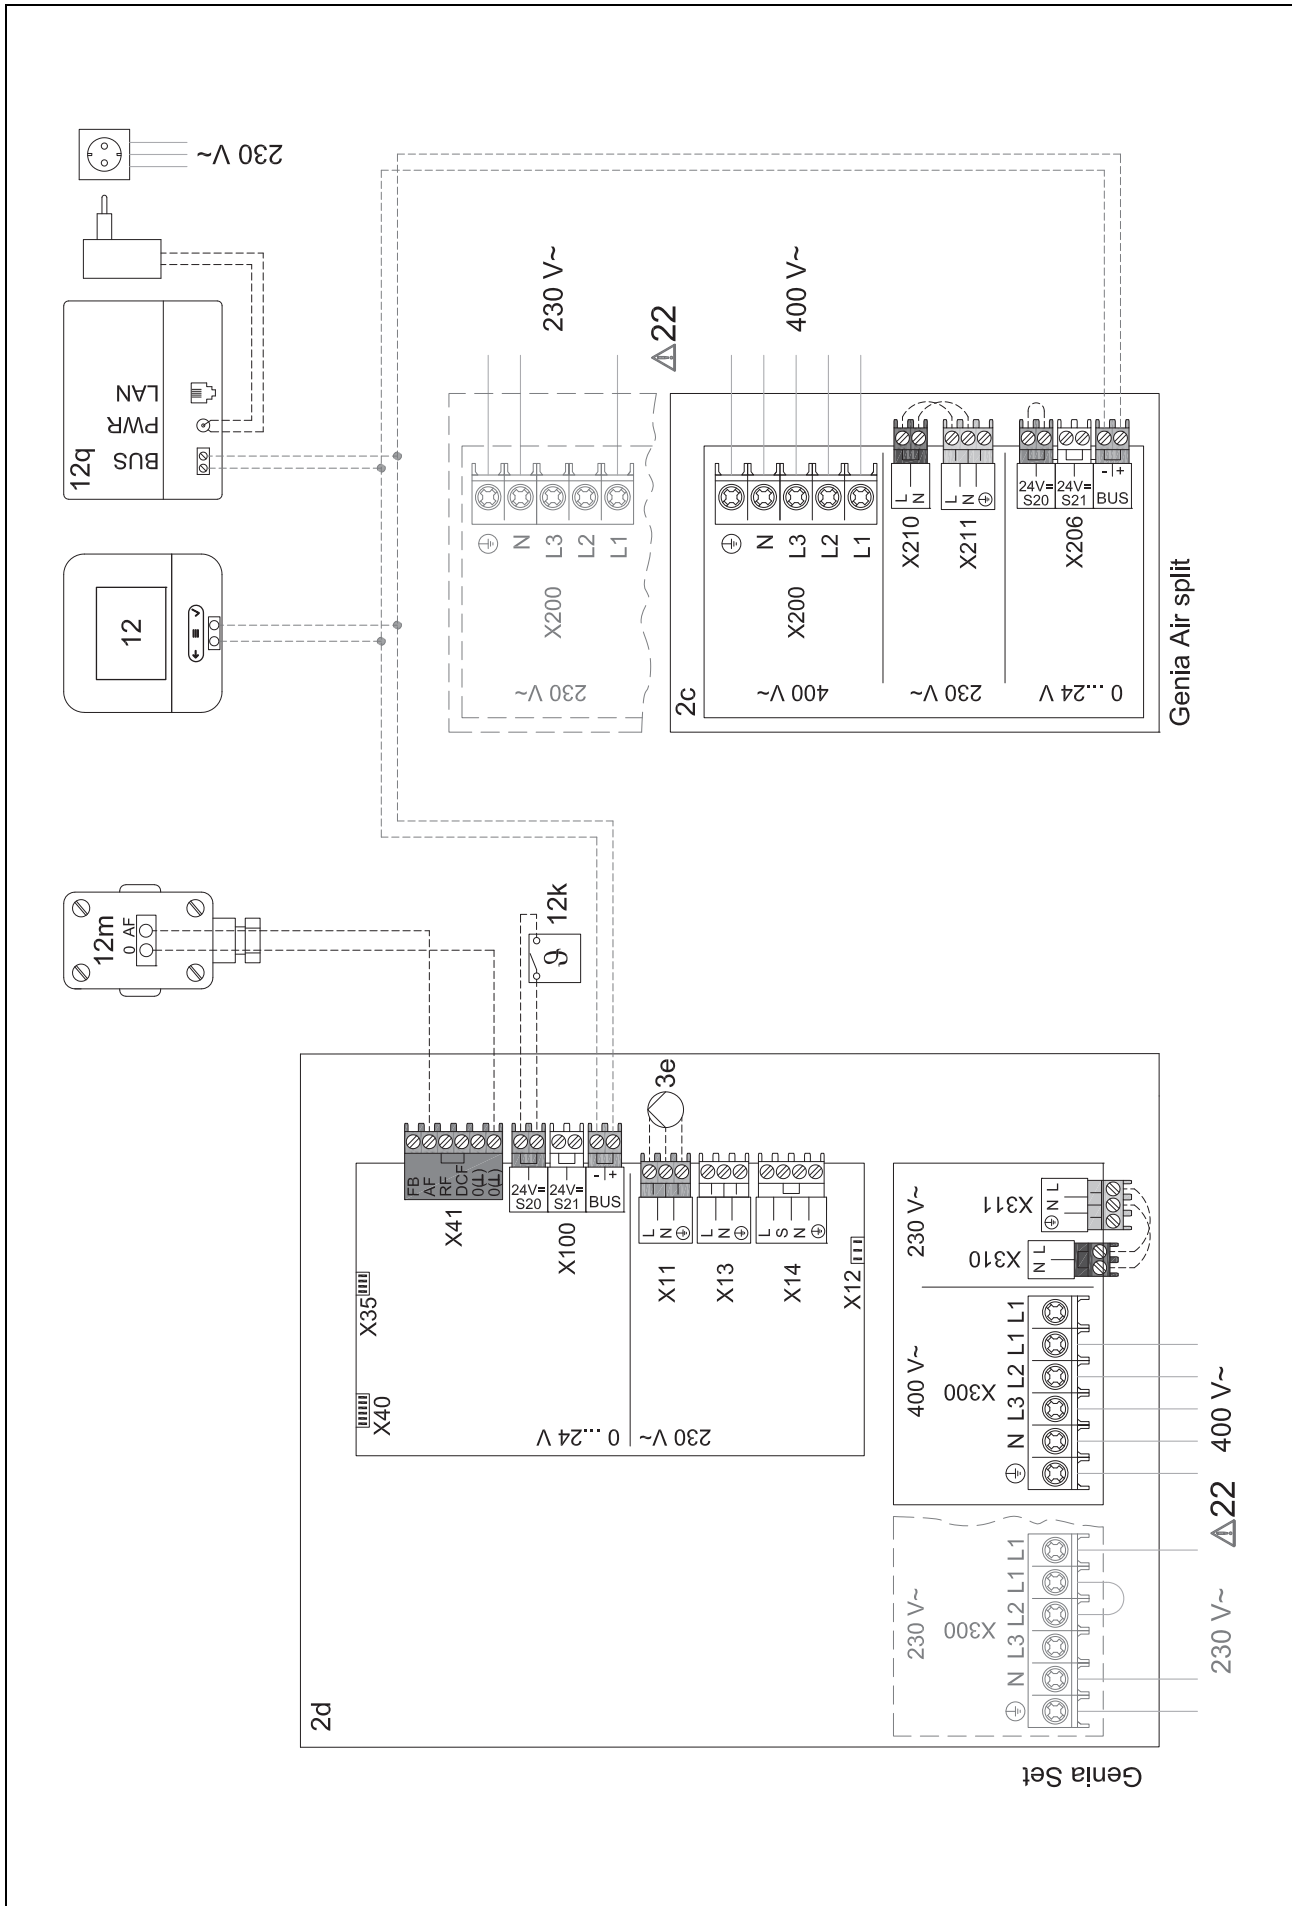 230 V~
LAN
PWR
BUS
12q
12
12m
0 AF
12k
ϑ
230 V~
⚠22
400 V~
⏚
N
L3
L2
L1
X200
230 V~
2c
⏚
N
L3
L2
L1
X200
400 V~
L
N
X210
L
N
⏚
X211
230 V~
24V=
S20
24V=
S21
- +
BUS
X206
0 ...24 V
Genia Air split
2d
FB
AF
RF
DCF
0(⊥)
0(⊥)
X41
24V=
S20
24V=
S21
- +
BUS
X100
3e
L
N
⏚
X11
L
N
⏚
X13
L
S
N
⏚
X14
X12
X35
X40
0 ...24 V
230 V~
230 V~
⏚ N L
X311
N L
X310
400 V~
X300
⏚ N L3 L2 L1 L1
400 V~
⚠22
230 V~
X300
⏚ N L3 L2 L1 L1
230 V~
Genia Set